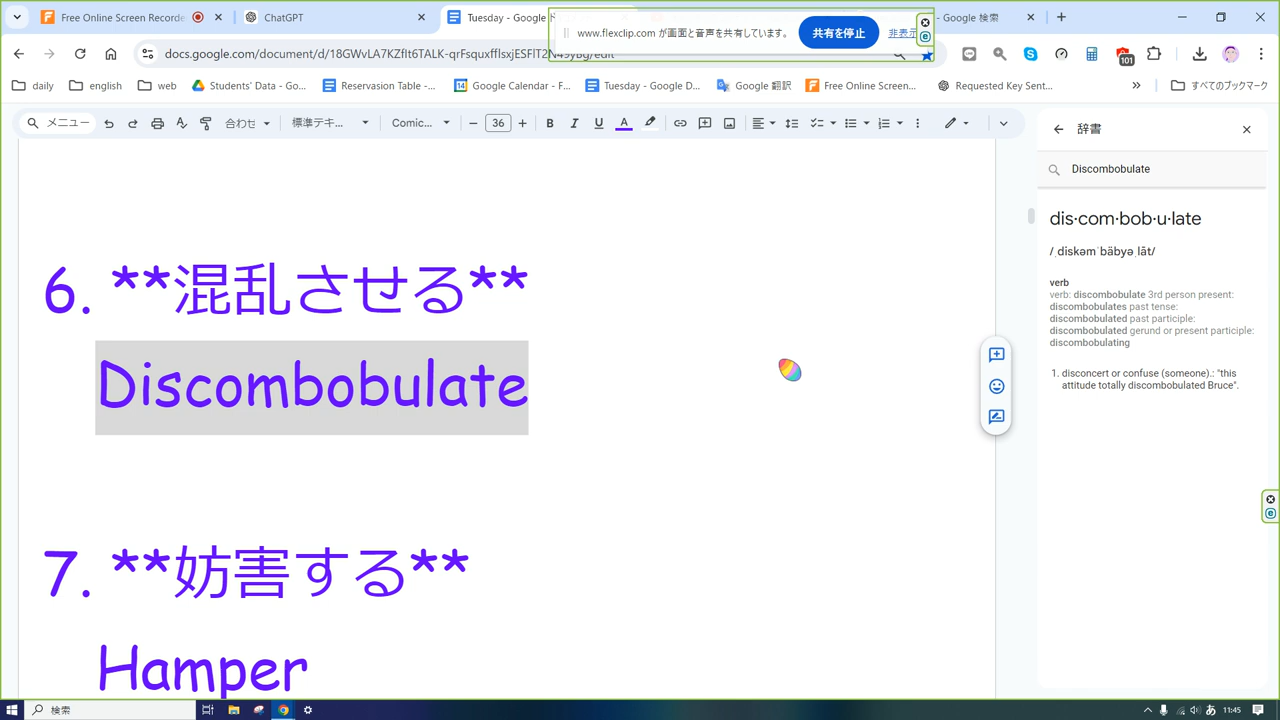 Free Online Screen Record
ChatGPT
Tuesday - Google ド
- Google 検索
www.flexclip.com が画面と音声を共有しています。
共有を停止
非表示
docs.google.com/document/d/18GWvLA7KZflt6TALK-qrFsquxfflsxjESFlT2N45yBg/edit
101
daily
english
web
Students' Data - Go...
Reservasion Table -...
Google Calendar - F...
Tuesday - Google D...
Google 翻訳
Free Online Screen...
Requested Key Sent...
»
すべてのブックマーク
メニュー
合わせ
標準テキ...
Comic...
36
B
I
U
A
辞書
Discombobulate
dis·com·bob·u·late
/ˌdiskəmˈbäbyəˌlāt/
verb
verb: discombobulate 3rd person present:
discombobulates past tense:
discombobulated past participle:
discombobulated gerund or present participle:
discombobulating
1. disconcert or confuse (someone).: "this
attitude totally discombobulated Bruce".
6. **混乱させる**
Discombobulate
7. **妨害する**
Hamper
検索
あ
11:45